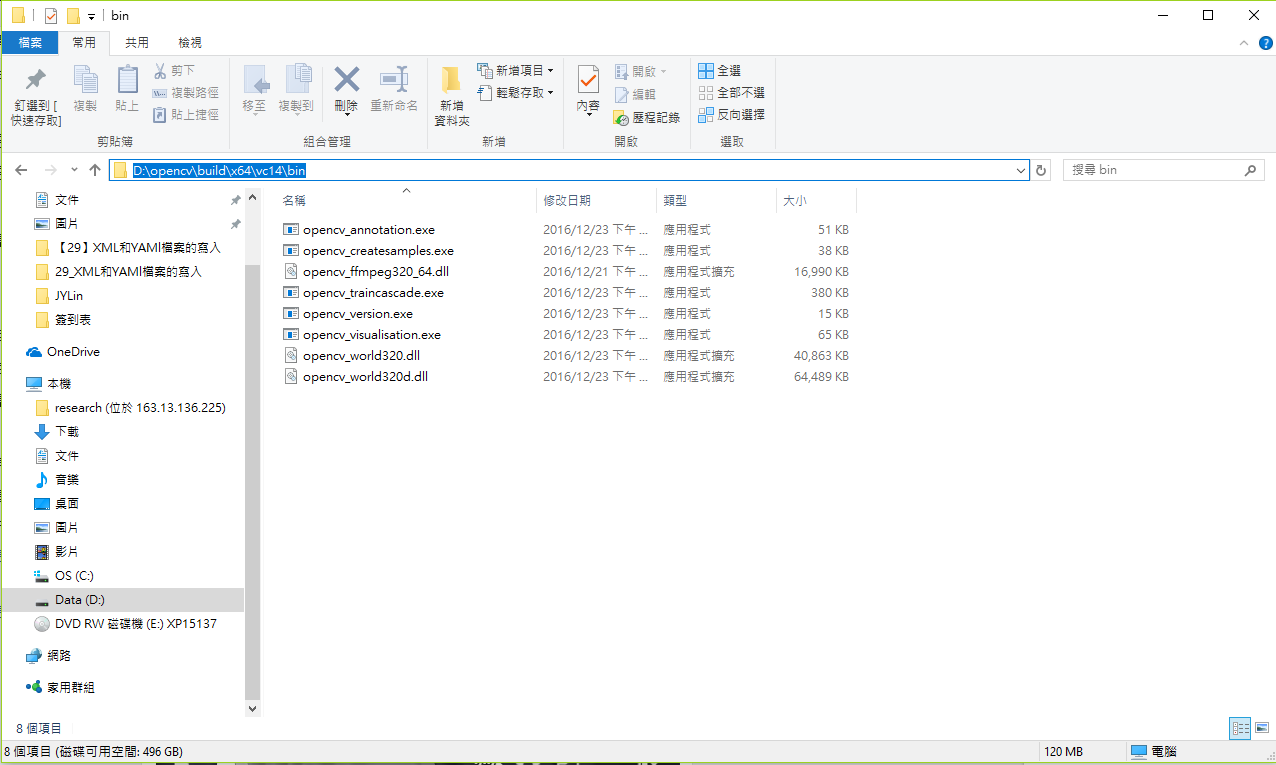 bin
檔案 常用 共用 檢視
釘選到 [快速存取]
複製
貼上
剪下
複製路徑
貼上捷徑
剪貼簿
移至
複製到
刪除
重新命名
組合管理
新增資料夾
新增項目
輕鬆存取
新增
內容
開啟
編輯
歷程記錄
開啟
全選
全部不選
反向選擇
選取
D:\opencv\build\x64\vc14\bin
搜尋 bin
文件
圖片
【29】XML和YAMl檔案的寫入
29_XML和YAMl檔案的寫入
JYLin
簽到表
OneDrive
本機
research (位於 163.13.136.225)
下載
文件
音樂
桌面
圖片
影片
OS (C:)
Data (D:)
DVD RW 磁碟機 (E:) XP15137
網路
家用群組
名稱 修改日期 類型 大小
opencv_annotation.exe 2016/12/23 下午 ... 應用程式 51 KB
opencv_createsamples.exe 2016/12/23 下午 ... 應用程式 38 KB
opencv_ffmpeg320_64.dll 2016/12/21 下午 ... 應用程式擴充 16,990 KB
opencv_traincascade.exe 2016/12/23 下午 ... 應用程式 380 KB
opencv_version.exe 2016/12/23 下午 ... 應用程式 15 KB
opencv_visualisation.exe 2016/12/23 下午 ... 應用程式 65 KB
opencv_world320.dll 2016/12/23 下午 ... 應用程式擴充 40,863 KB
opencv_world320d.dll 2016/12/23 下午 ... 應用程式擴充 64,489 KB
8 個項目
8 個項目 (磁碟可用空間: 496 GB) 120 MB 電腦